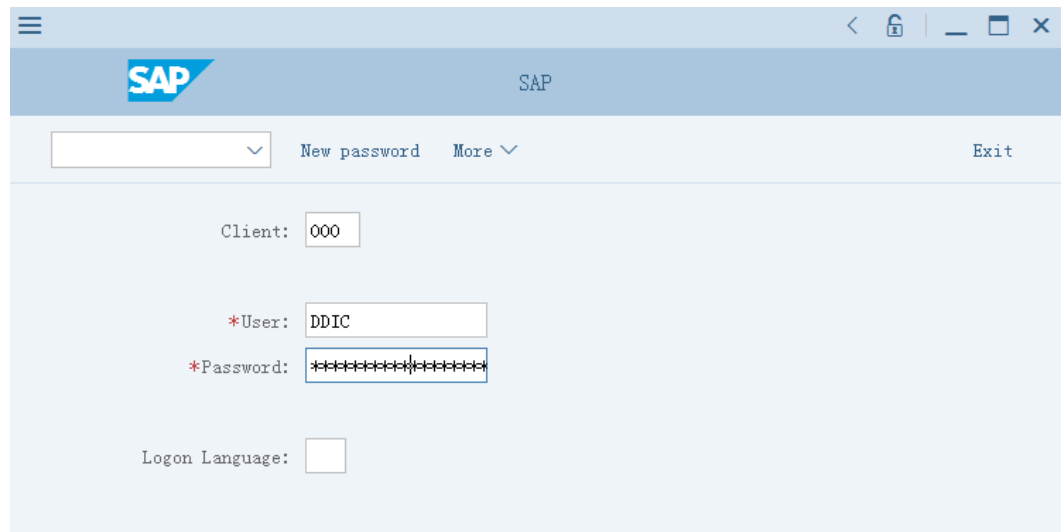 SAP
SAP
New password More Exit
Client: 000
*User: DDIC
*Password: ********************
Logon Language: